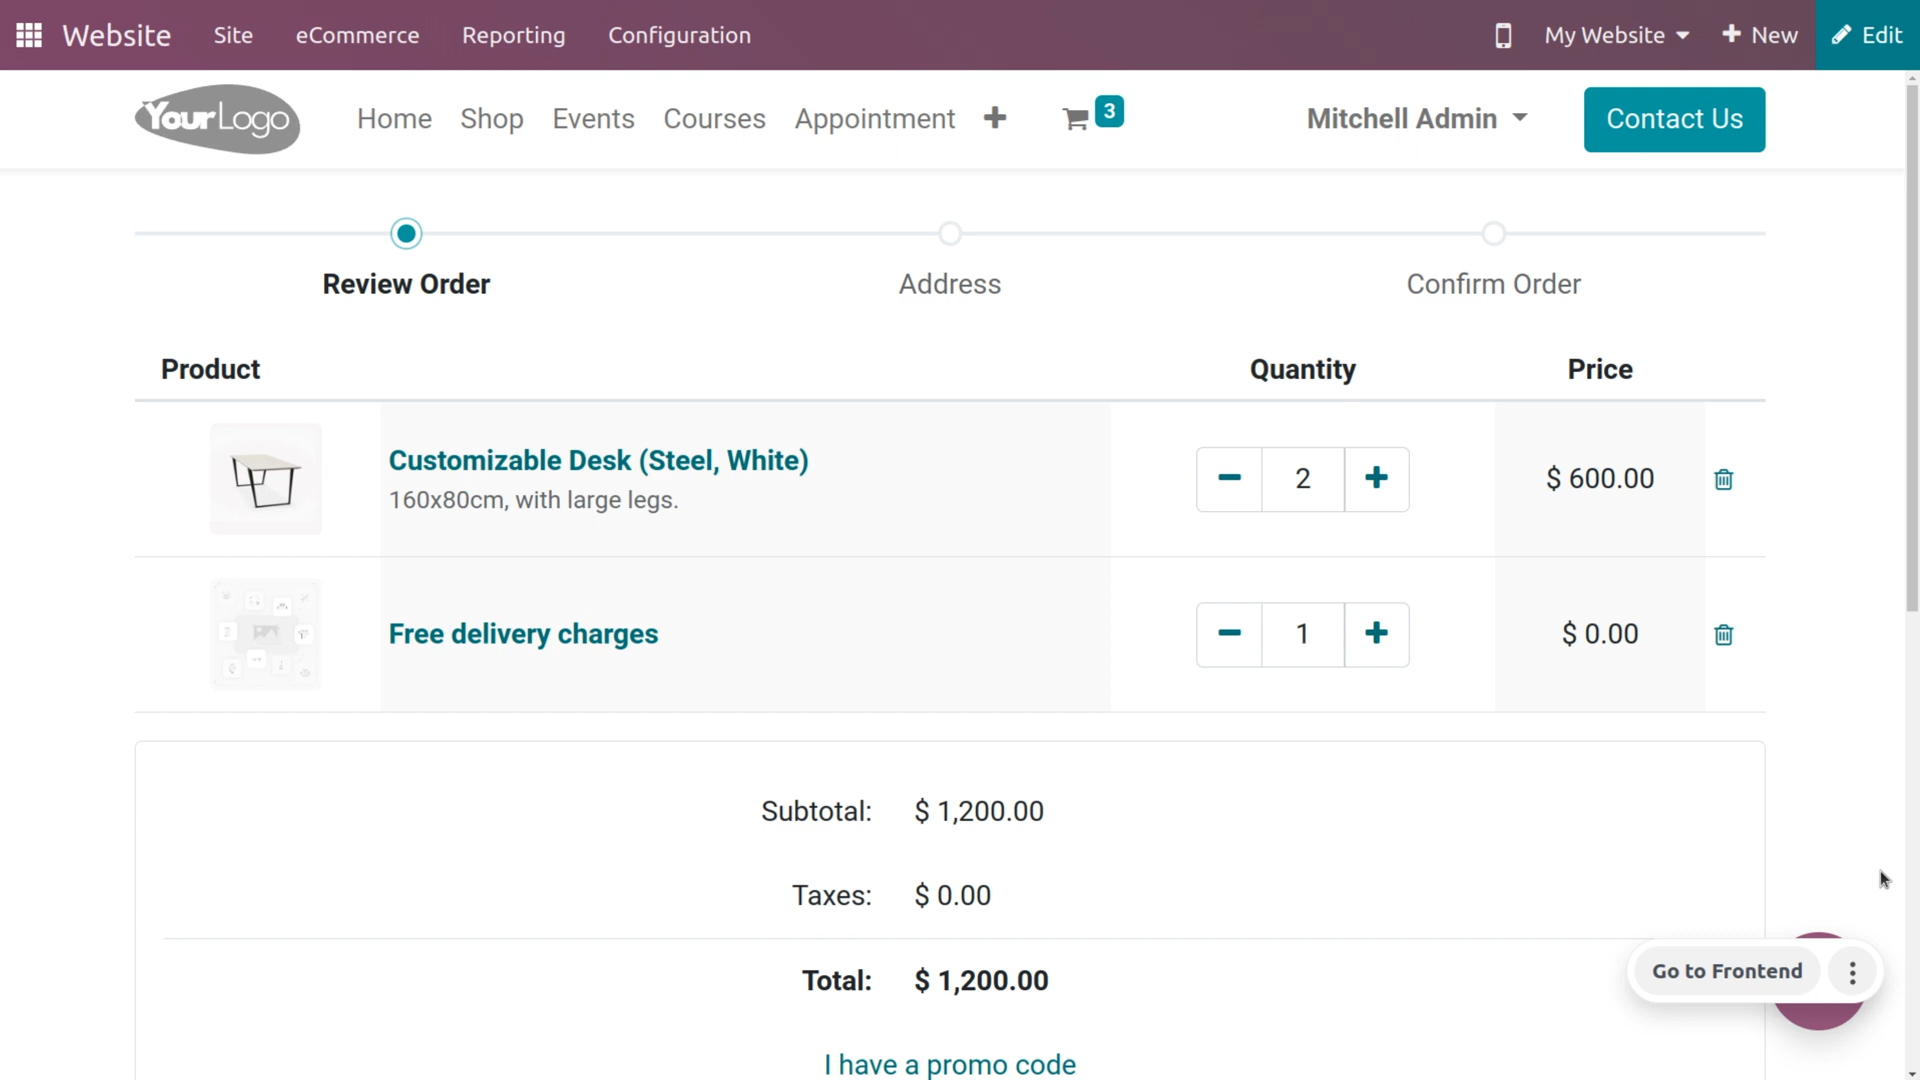 Website Site eCommerce Reporting Configuration My Website New Edit
YourLogo Home Shop Events Courses Appointment 3 Mitchell Admin Contact Us
Review Order Address Confirm Order
Product Quantity Price
Customizable Desk (Steel, White)
160x80cm, with large legs.
2 $ 600.00
Free delivery charges 1 $ 0.00
Subtotal: $ 1,200.00
Taxes: $ 0.00
Total: $ 1,200.00
Go to Frontend
I have a promo code